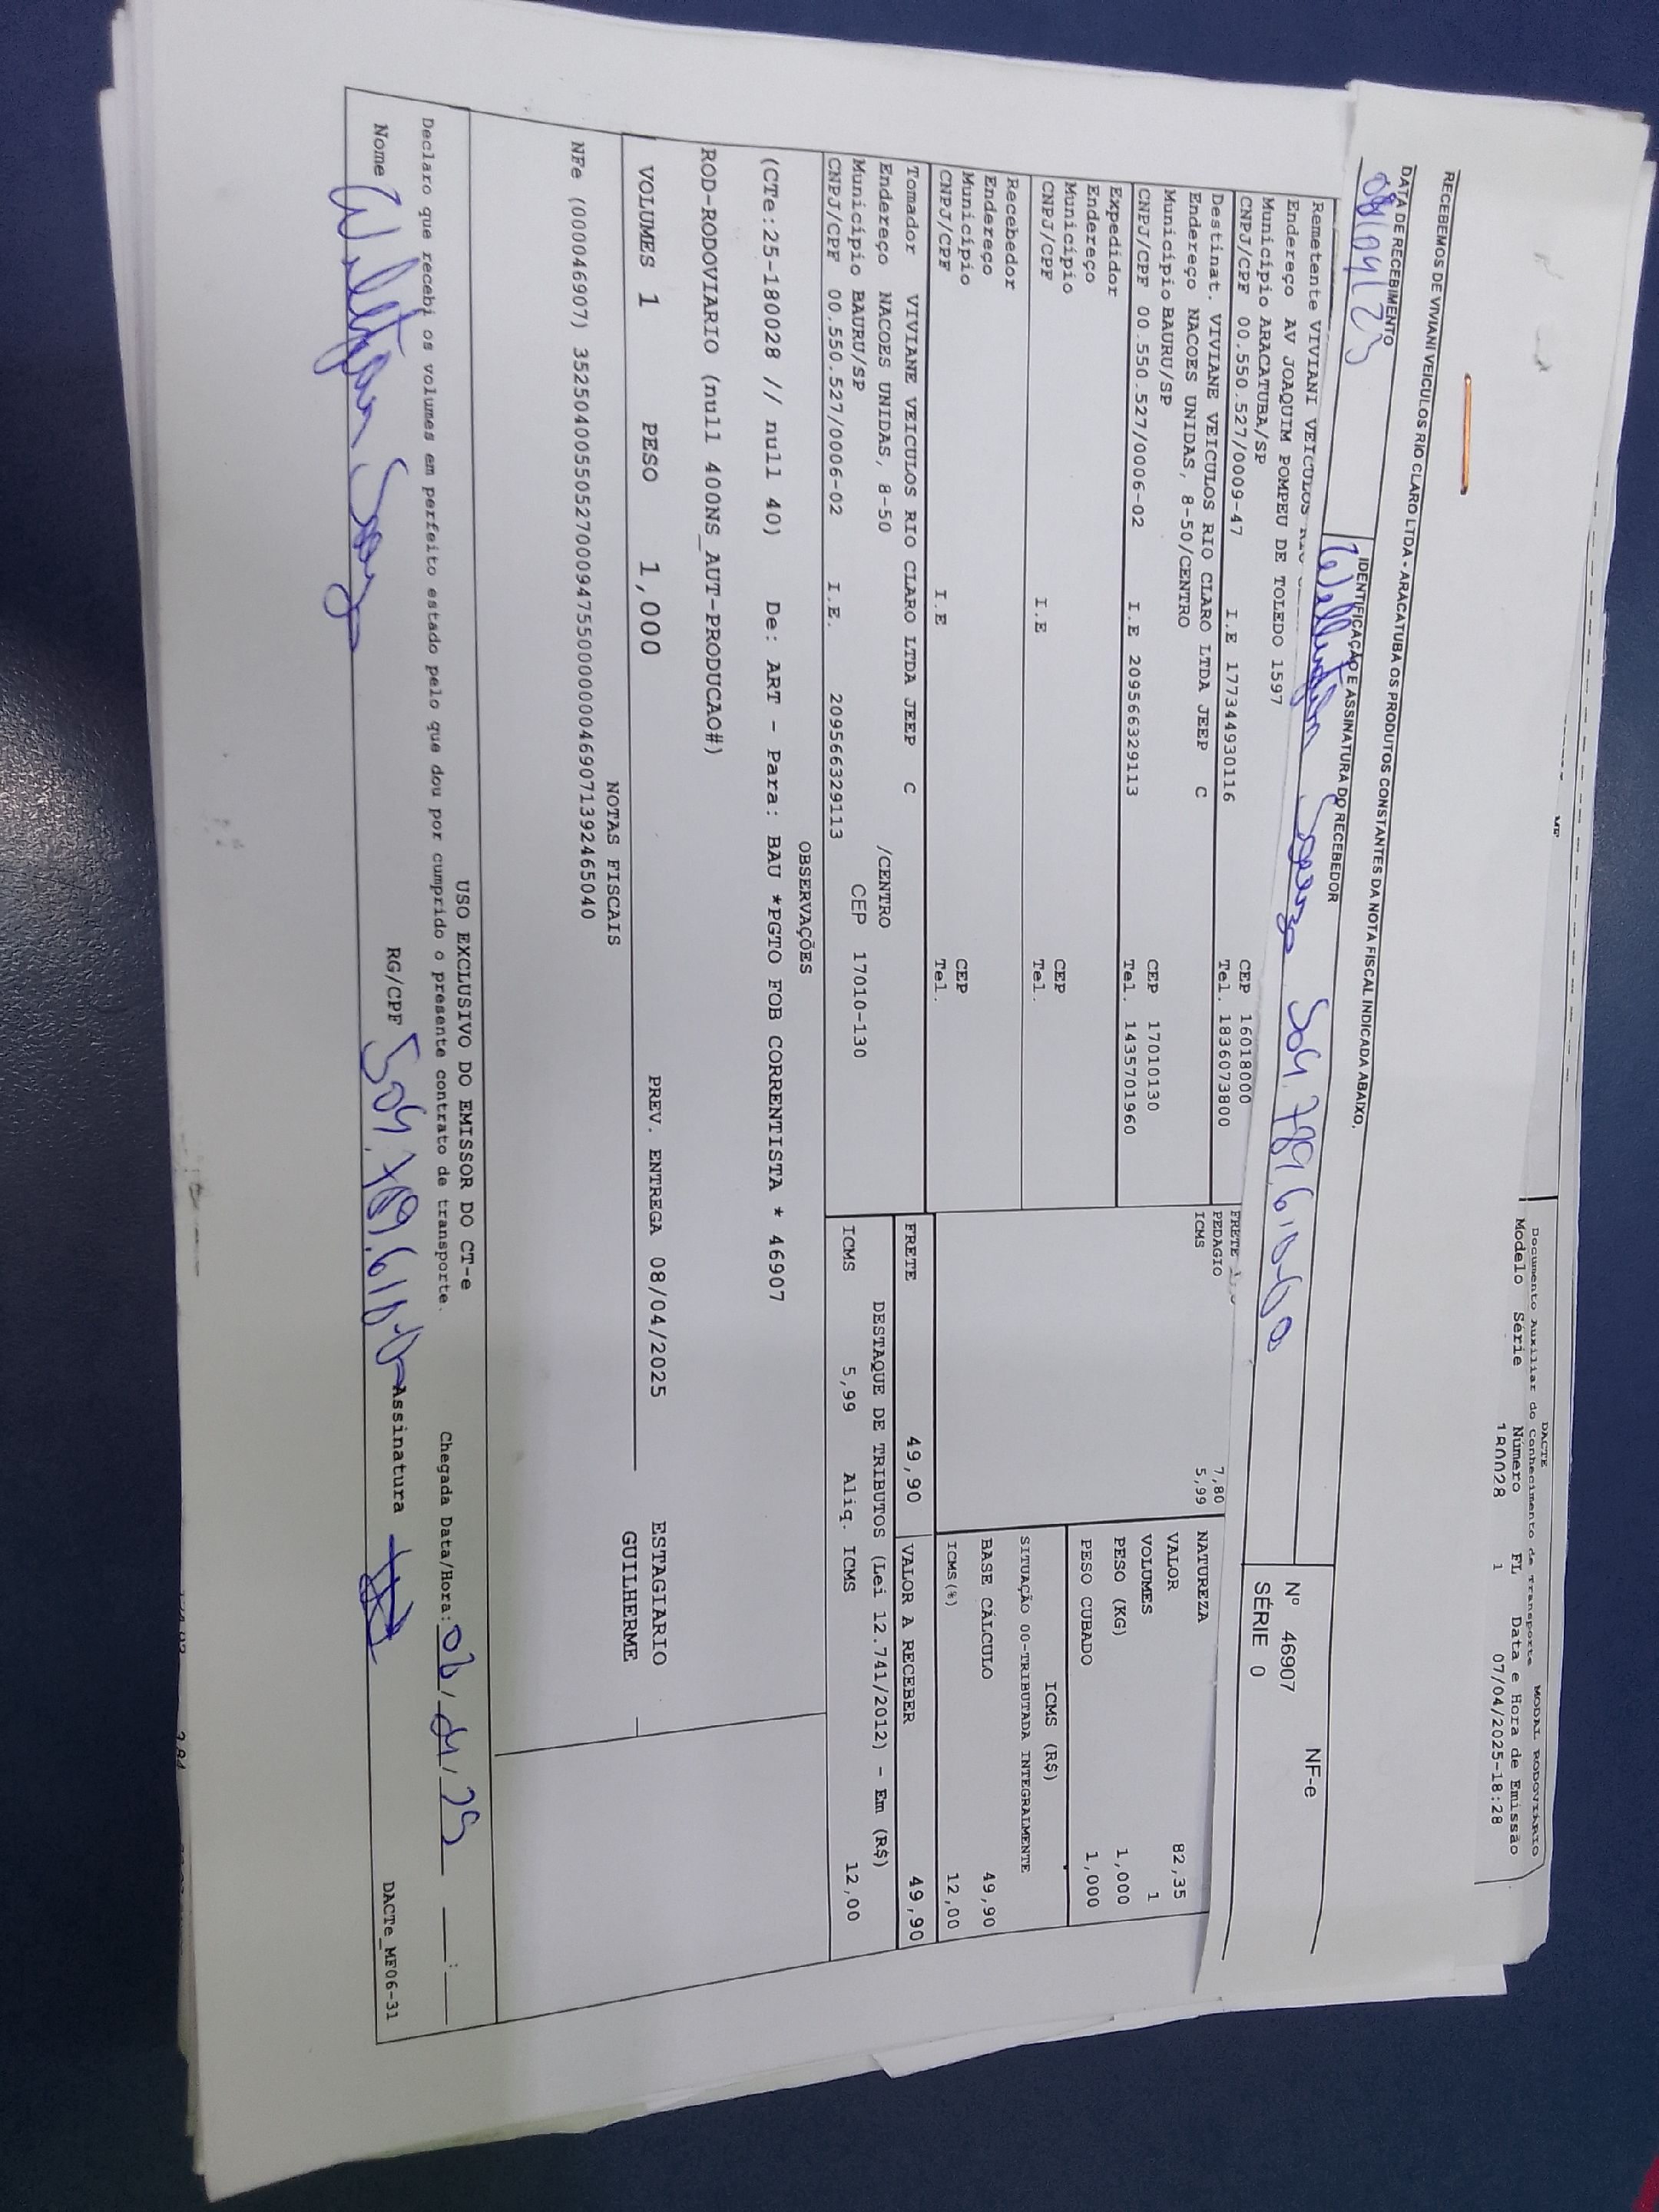 DACTE
Documento Auxiliar do Conhecimento de Transporte MODAL RODOVIÁRIO
Modelo Série Número FL Data e Hora de Emissão
180028 1 07/04/2025-18:28
RECEBEMOS DE VIVIANI VEICULOS RIO CLARO LTDA - ARACATUBA OS PRODUTOS CONSTANTES DA NOTA FISCAL INDICADA ABAIXO.
DATA DE RECEBIMENTO
08/04/25
IDENTIFICAÇÃO E ASSINATURA DO RECEBEDOR
NF-e
Nº 46907
SÉRIE 0
Remetente VIVIANI VEICULOS
Endereço AV JOAQUIM POMPEU DE TOLEDO 1597
Município ARACATUBA/SP CEP 16018000
CNPJ/CPF 00.550.527/0009-47 I.E 177344930116 Tel. 1836073800
Destinat. VIVIANE VEICULOS RIO CLARO LTDA JEEP C
Endereço NACOES UNIDAS, 8-50/CENTRO
Município BAURU/SP CEP 17010130
CNPJ/CPF 00.550.527/0006-02 I.E 209566329113 Tel. 1435701960
Expedidor
Endereço
Município CEP
CNPJ/CPF I.E Tel.
Recebedor
Endereço
Município CEP
CNPJ/CPF I.E Tel.
FRETE
PEDAGIO 7,80
ICMS 5,99
NATUREZA
VALOR 82,35
VOLUMES 1
PESO (KG) 1,000
PESO CUBADO 1,000
ICMS (R$)
SITUAÇÃO 00-TRIBUTADA INTEGRALMENTE
BASE CÁLCULO 49,90
ICMS(%) 12,00
Tomador VIVIANE VEICULOS RIO CLARO LTDA JEEP C
Endereço NACOES UNIDAS, 8-50 /CENTRO
Município BAURU/SP CEP 17010-130
CNPJ/CPF 00.550.527/0006-02 I.E. 209566329113
FRETE 49,90 VALOR A RECEBER 49,90
DESTAQUE DE TRIBUTOS (Lei 12.741/2012) - Em (R$)
ICMS 5,99 Aliq. ICMS 12,00
OBSERVAÇÕES
(CTe:25-180028 // null 40) De: ART - Para: BAU *PGTO FOB CORRENTISTA * 46907
ROD-RODOVIARIO (null 400NS_AUT-PRODUCAO#)
VOLUMES 1 PESO 1,000 PREV. ENTREGA 08/04/2025 ESTAGIARIO
GUILHERME
NOTAS FISCAIS
NFe (000046907) 35250400550527000947550000000469071392465040
USO EXCLUSIVO DO EMISSOR DO CT-e
Declaro que recebi os volumes em perfeito estado pelo que dou por cumprido o presente contrato de transporte. Chegada Data/Hora:
Nome RG/CPF Assinatura DACTe_MF06-31